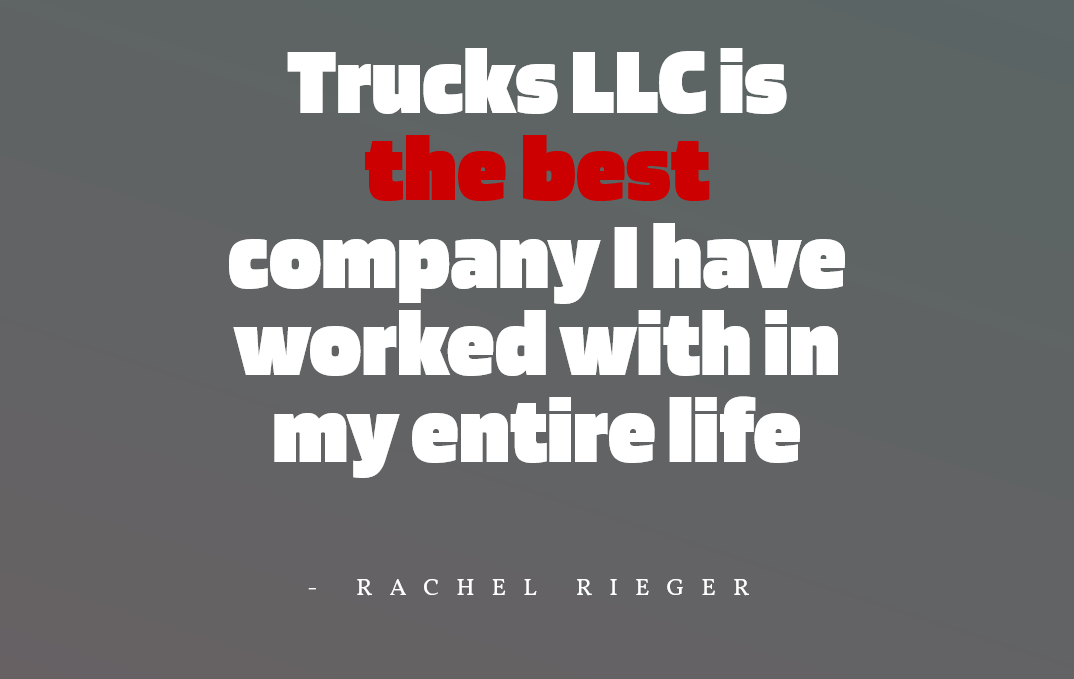 Trucks LLC is
the best
company I have
worked with in
my entire life
- RACHEL RIEGER